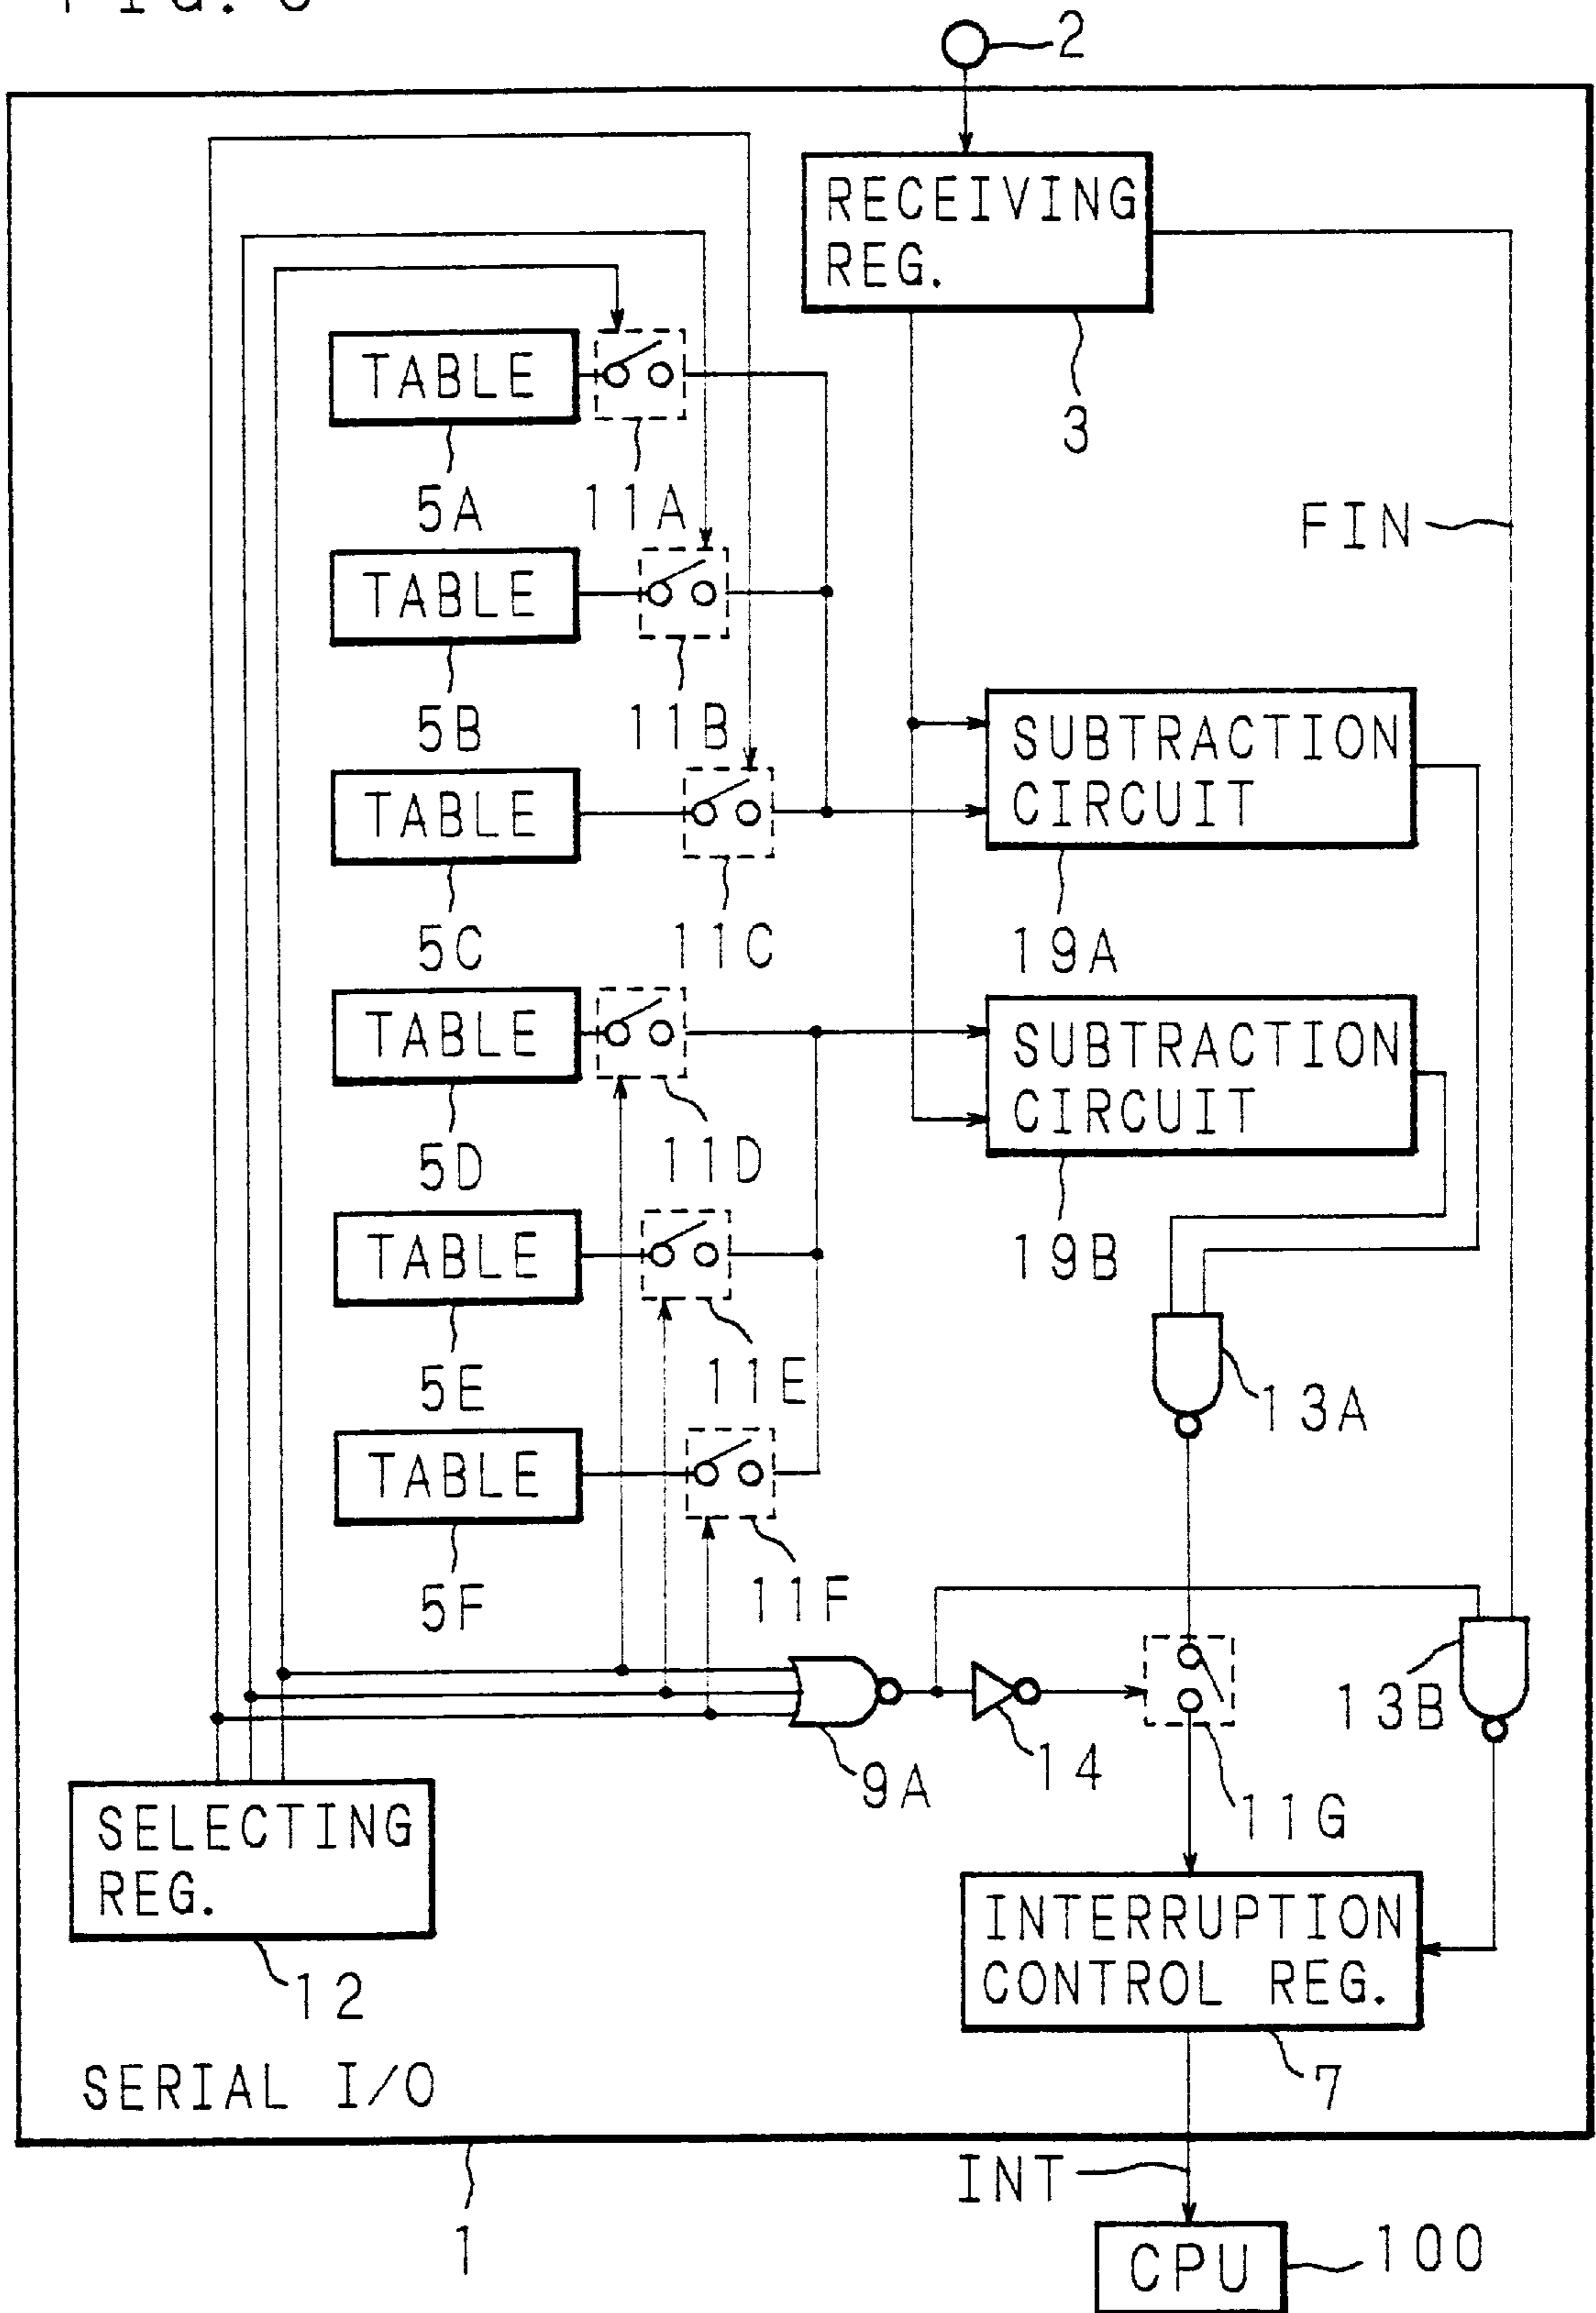 2
RECEIVING
REG.
3
TABLE
5A
11A
FIN
TABLE
5B
11B
SUBTRACTION
CIRCUIT
19A
TABLE
5C
11C
TABLE
5D
11D
SUBTRACTION
CIRCUIT
19B
TABLE
5E
11E
13A
TABLE
5F
11F
9A
14
11G
13B
SELECTING
REG.
12
INTERRUPTION
CONTROL REG.
7
SERIAL I/O
1
INT
CPU
100